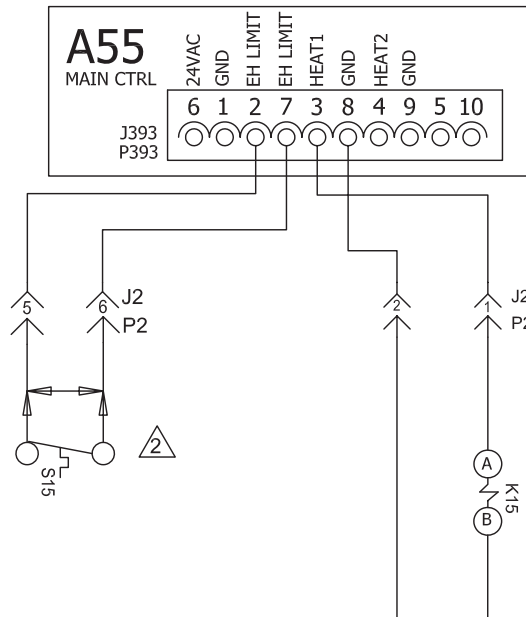 A55
MAIN CTRL
24VAC
GND
EH LIMIT
EH LIMIT
HEAT1
GND
HEAT2
GND
6 1 2 7 3 8 4 9 5 10
J393
P393
5
6
J2
P2
2
1
J2
P2
2
S15
A
B
K15